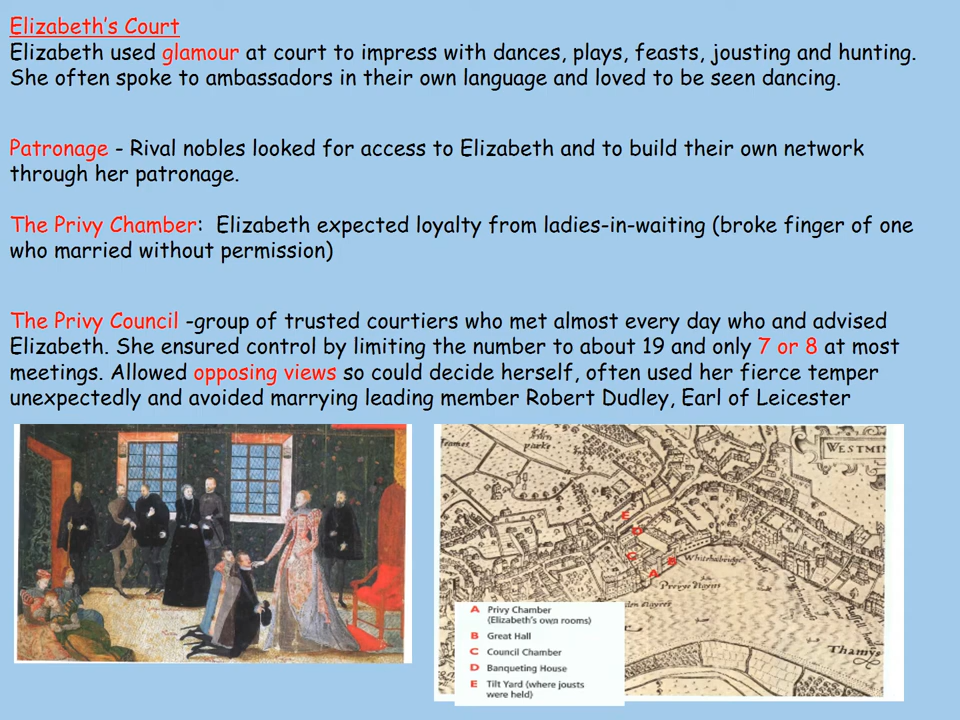 Elizabeth's Court
Elizabeth used glamour at court to impress with dances, plays, feasts, jousting and hunting.
She often spoke to ambassadors in their own language and loved to be seen dancing.
Patronage - Rival nobles looked for access to Elizabeth and to build their own network
through her patronage.
The Privy Chamber: Elizabeth expected loyalty from ladies-in-waiting (broke finger of one
who married without permission)
The Privy Council -group of trusted courtiers who met almost every day who and advised
Elizabeth. She ensured control by limiting the number to about 19 and only 7 or 8 at most
meetings. Allowed opposing views so could decide herself, often used her fierce temper
unexpectedly and avoided marrying leading member Robert Dudley, Earl of Leicester
WESTMIN
E
D
C
B
A
Thamys
A Privy Chamber
(Elizabeth's own rooms)
B Great Hall
C Council Chamber
D Banqueting House
E Tilt Yard (where jousts
were held)